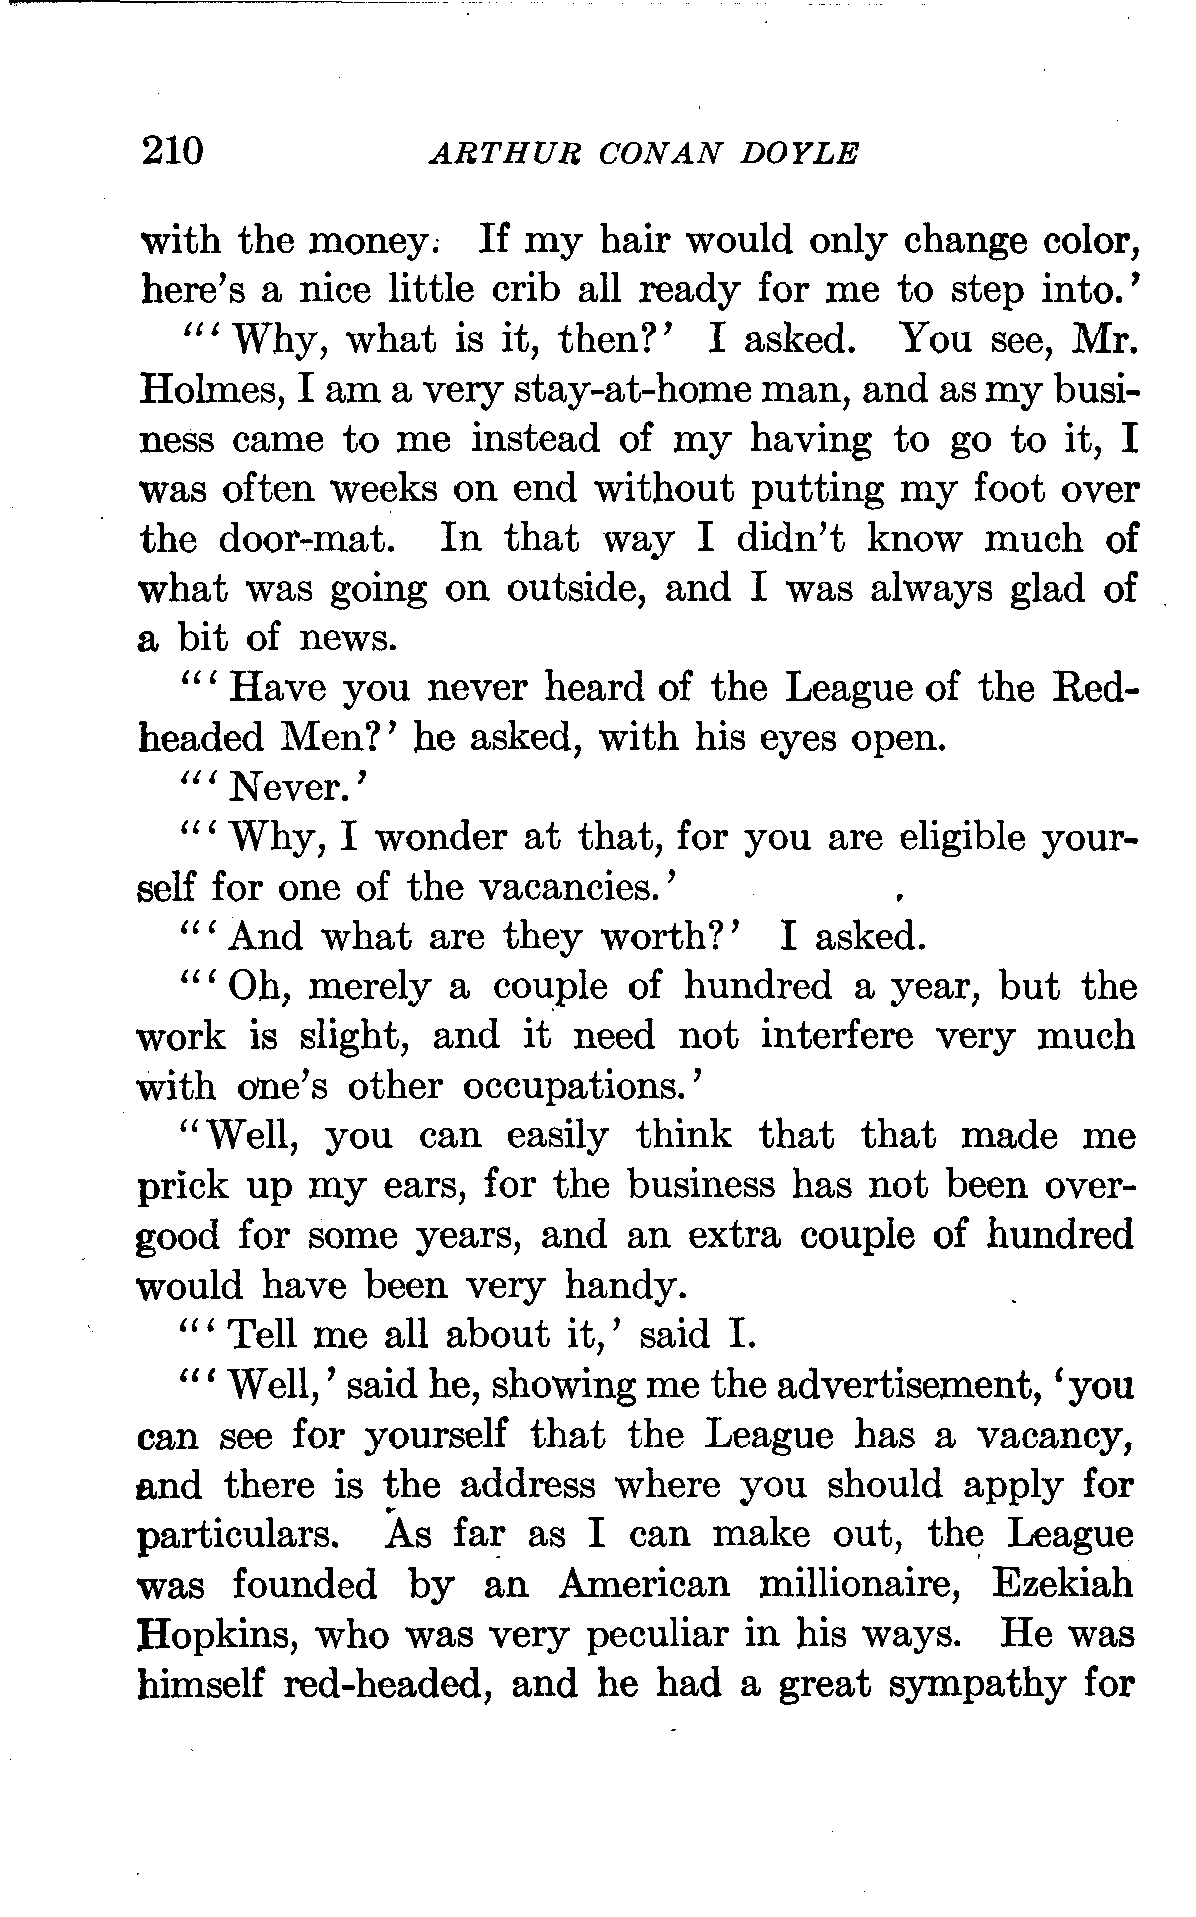 210 ARTHUR CONAN DOYLE
with the money. If my hair would only change color,
here's a nice little crib all ready for me to step into.'
"'Why, what is it, then?' I asked. You see, Mr.
Holmes, I am a very stay-at-home man, and as my busi-
ness came to me instead of my having to go to it, I
was often weeks on end without putting my foot over
the door-mat. In that way I didn't know much of
what was going on outside, and I was always glad of
a bit of news.
"'Have you never heard of the League of the Red-
headed Men?' he asked, with his eyes open.
"'Never.'
"'Why, I wonder at that, for you are eligible your-
self for one of the vacancies.'
"'And what are they worth?' I asked.
"'Oh, merely a couple of hundred a year, but the
work is slight, and it need not interfere very much
with one's other occupations.'
"Well, you can easily think that that made me
prick up my ears, for the business has not been over-
good for some years, and an extra couple of hundred
would have been very handy.
"'Tell me all about it,' said I.
"'Well,' said he, showing me the advertisement, 'you
can see for yourself that the League has a vacancy,
and there is the address where you should apply for
particulars. As far as I can make out, the League
was founded by an American millionaire, Ezekiah
Hopkins, who was very peculiar in his ways. He was
himself red-headed, and he had a great sympathy for